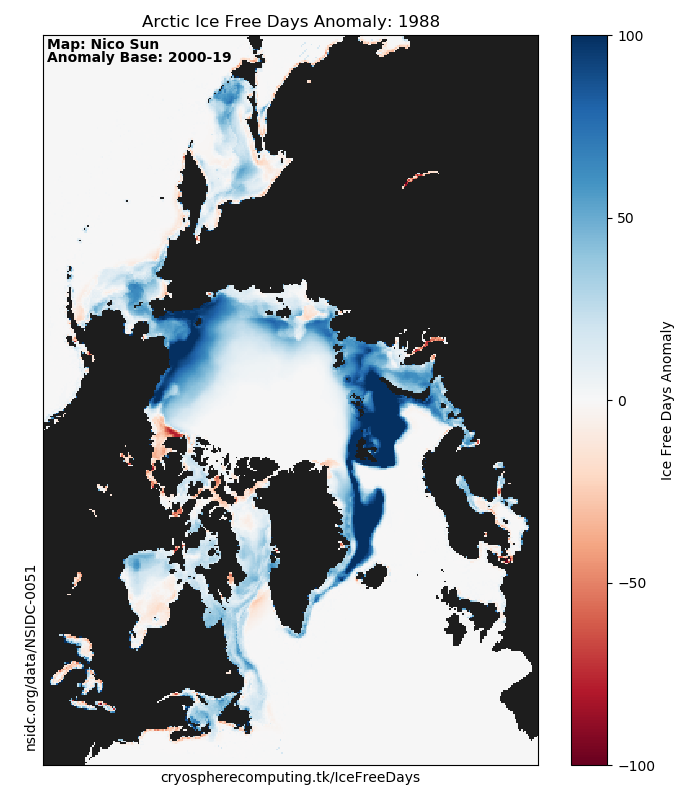 Arctic Ice Free Days Anomaly: 1988
Map: Nico Sun
Anomaly Base: 2000-19
100
50
0
−50
−100
Ice Free Days Anomaly
nsidc.org/data/NSIDC-0051
cryospherecomputing.tk/IceFreeDays